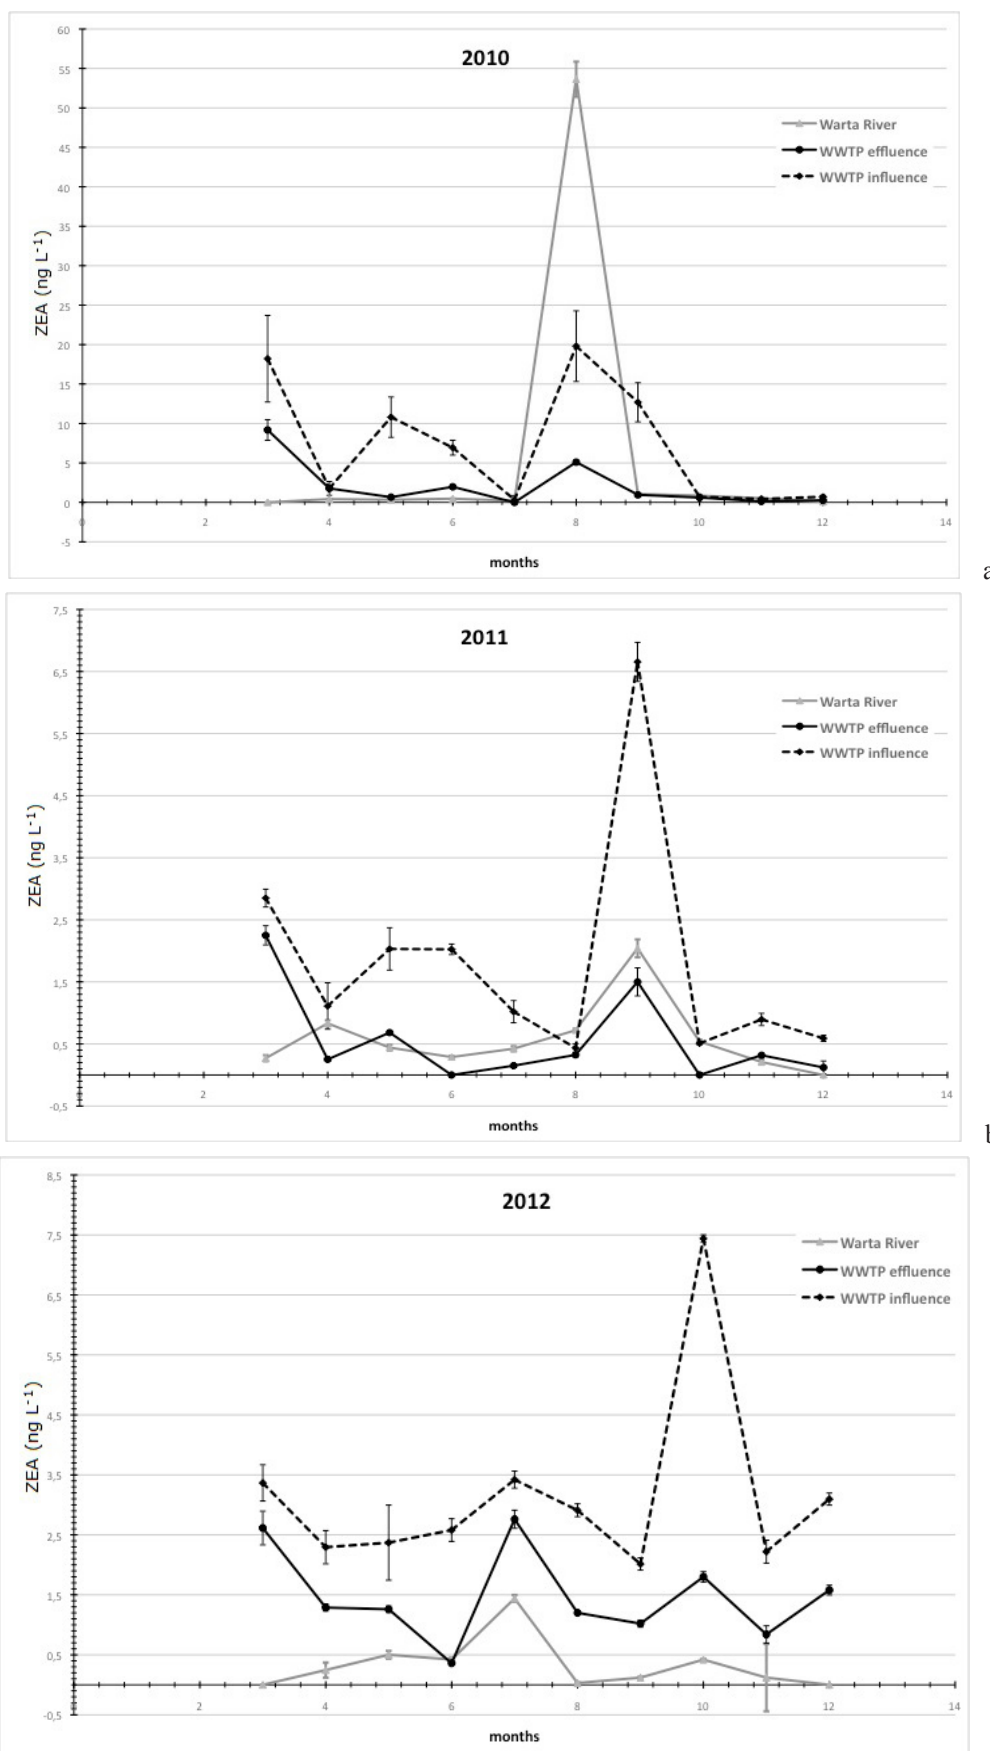 2010
60
55
50
45
40
35
30
25
20
15
10
5
0
-5
ZEA (ng L-1)
Warta River
WWTP effluence
WWTP influence
0 2 4 6 8 10 12 14
months
a
2011
7,5
6,5
5,5
4,5
3,5
2,5
1,5
0,5
-0,5
ZEA (ng L-1)
Warta River
WWTP effluence
WWTP influence
2 4 6 8 10 12 14
months
b
2012
8,5
7,5
6,5
5,5
4,5
3,5
2,5
1,5
0,5
-0,5
ZEA (ng L-1)
Warta River
WWTP effluence
WWTP influence
2 4 6 8 10 12 14
months